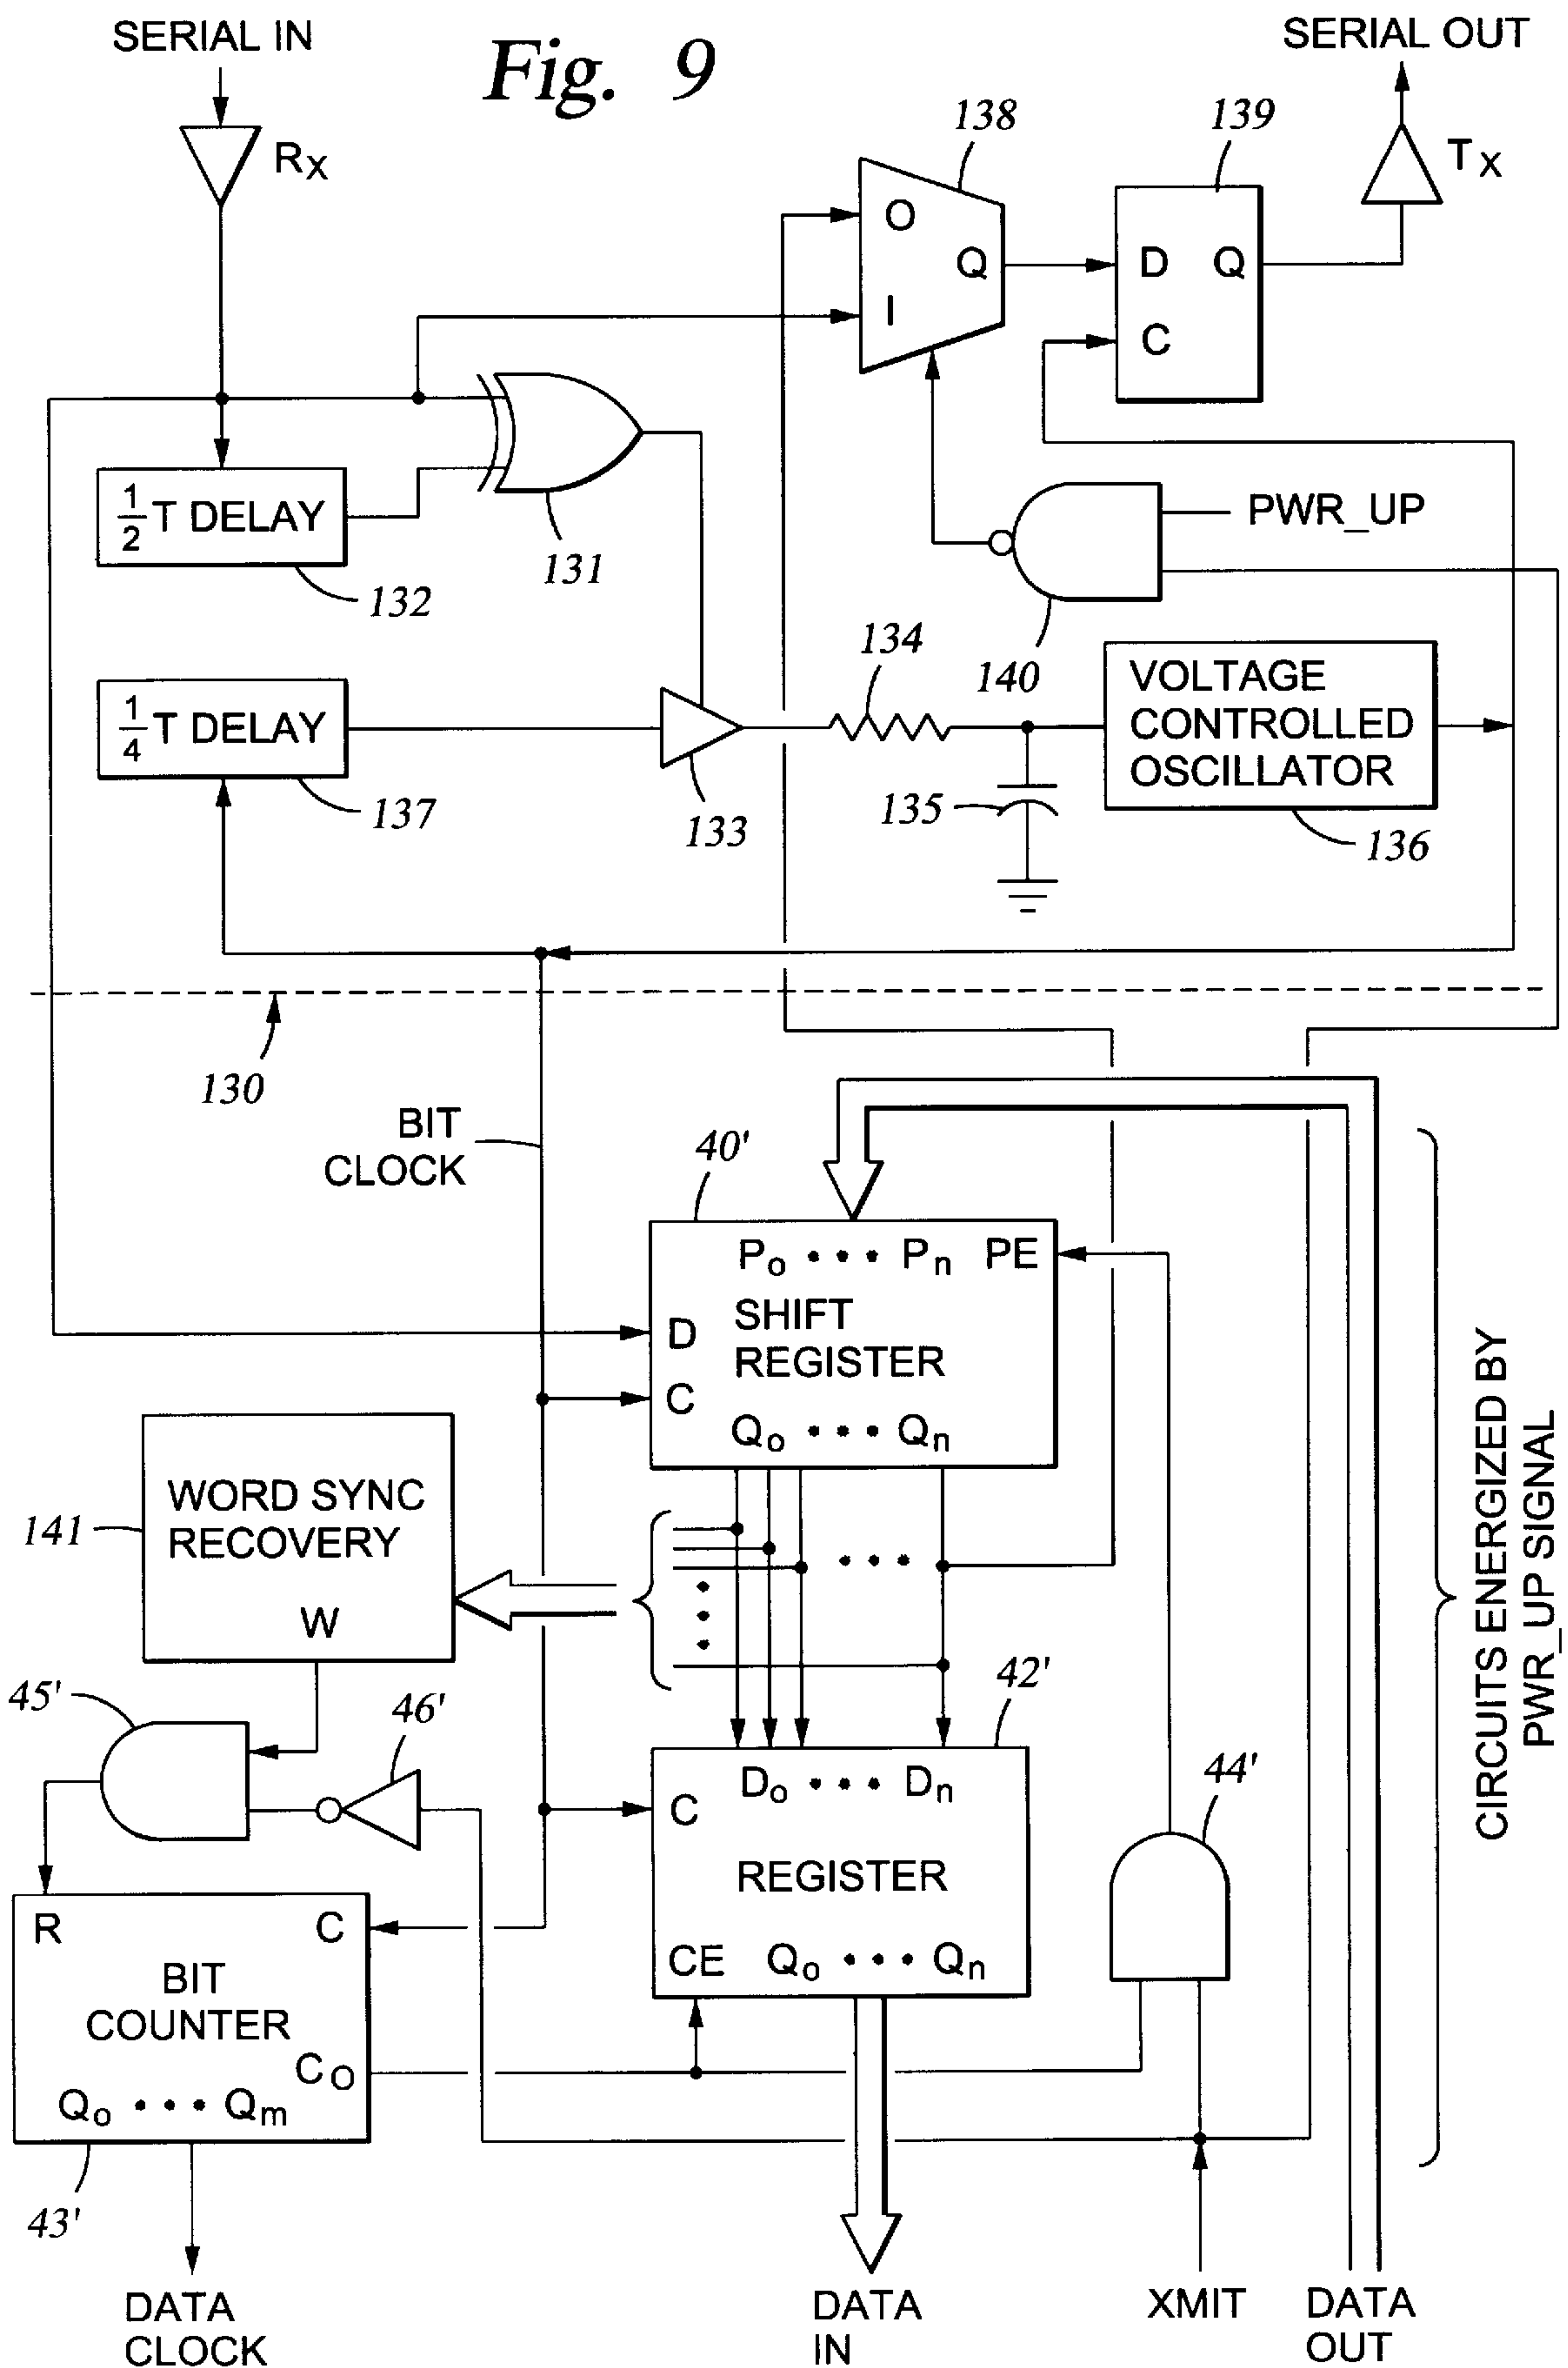 SERIAL IN
Fig. 9
SERIAL OUT
RX
TX
138
139
O
I
Q
D Q
C
1/2 T DELAY
132
131
PWR_UP
140
134
1/4 T DELAY
137
133
135
VOLTAGE
CONTROLLED
OSCILLATOR
136
130
BIT
CLOCK
40'
Po • • • Pn PE
SHIFT
REGISTER
D
C
Qo • • • Qn
WORD SYNC
RECOVERY
W
141
• • •
45'
46'
42'
44'
Do • • • Dn
C
REGISTER
CE Qo • • • Qn
R C
BIT
COUNTER
CO
Qo • • • Qm
43'
CIRCUITS ENERGIZED BY
PWR_UP SIGNAL
DATA
CLOCK
DATA
IN
XMIT
DATA
OUT